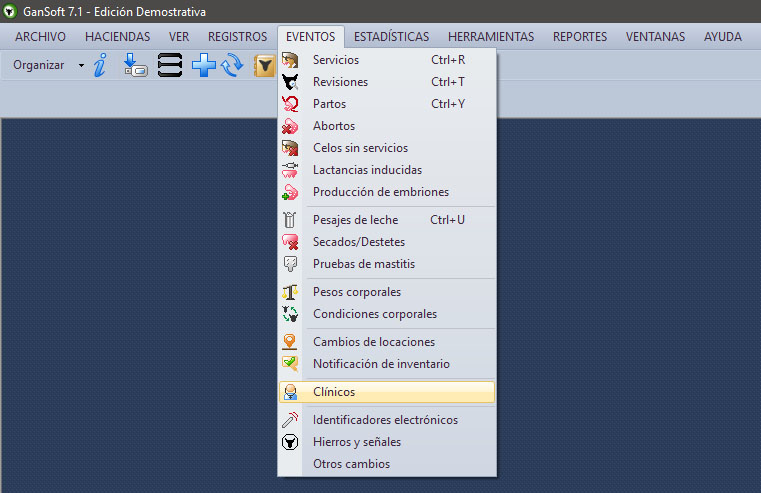 GanSoft 7.1 - Edición Demostrativa
ARCHIVO HACIENDAS VER REGISTROS EVENTOS ESTADÍSTICAS HERRAMIENTAS REPORTES VENTANAS AYUDA
Organizar
Servicios Ctrl+R
Revisiones Ctrl+T
Partos Ctrl+Y
Abortos
Celos sin servicios
Lactancias inducidas
Producción de embriones
Pesajes de leche Ctrl+U
Secados/Destetes
Pruebas de mastitis
Pesos corporales
Condiciones corporales
Cambios de locaciones
Notificación de inventario
Clínicos
Identificadores electrónicos
Hierros y señales
Otros cambios